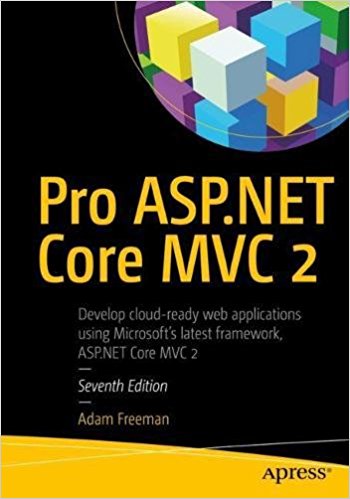 Pro ASP.NET
Core MVC 2
Develop cloud-ready web applications
using Microsoft's latest framework,
ASP.NET Core MVC 2
—
Seventh Edition
—
Adam Freeman
Apress®